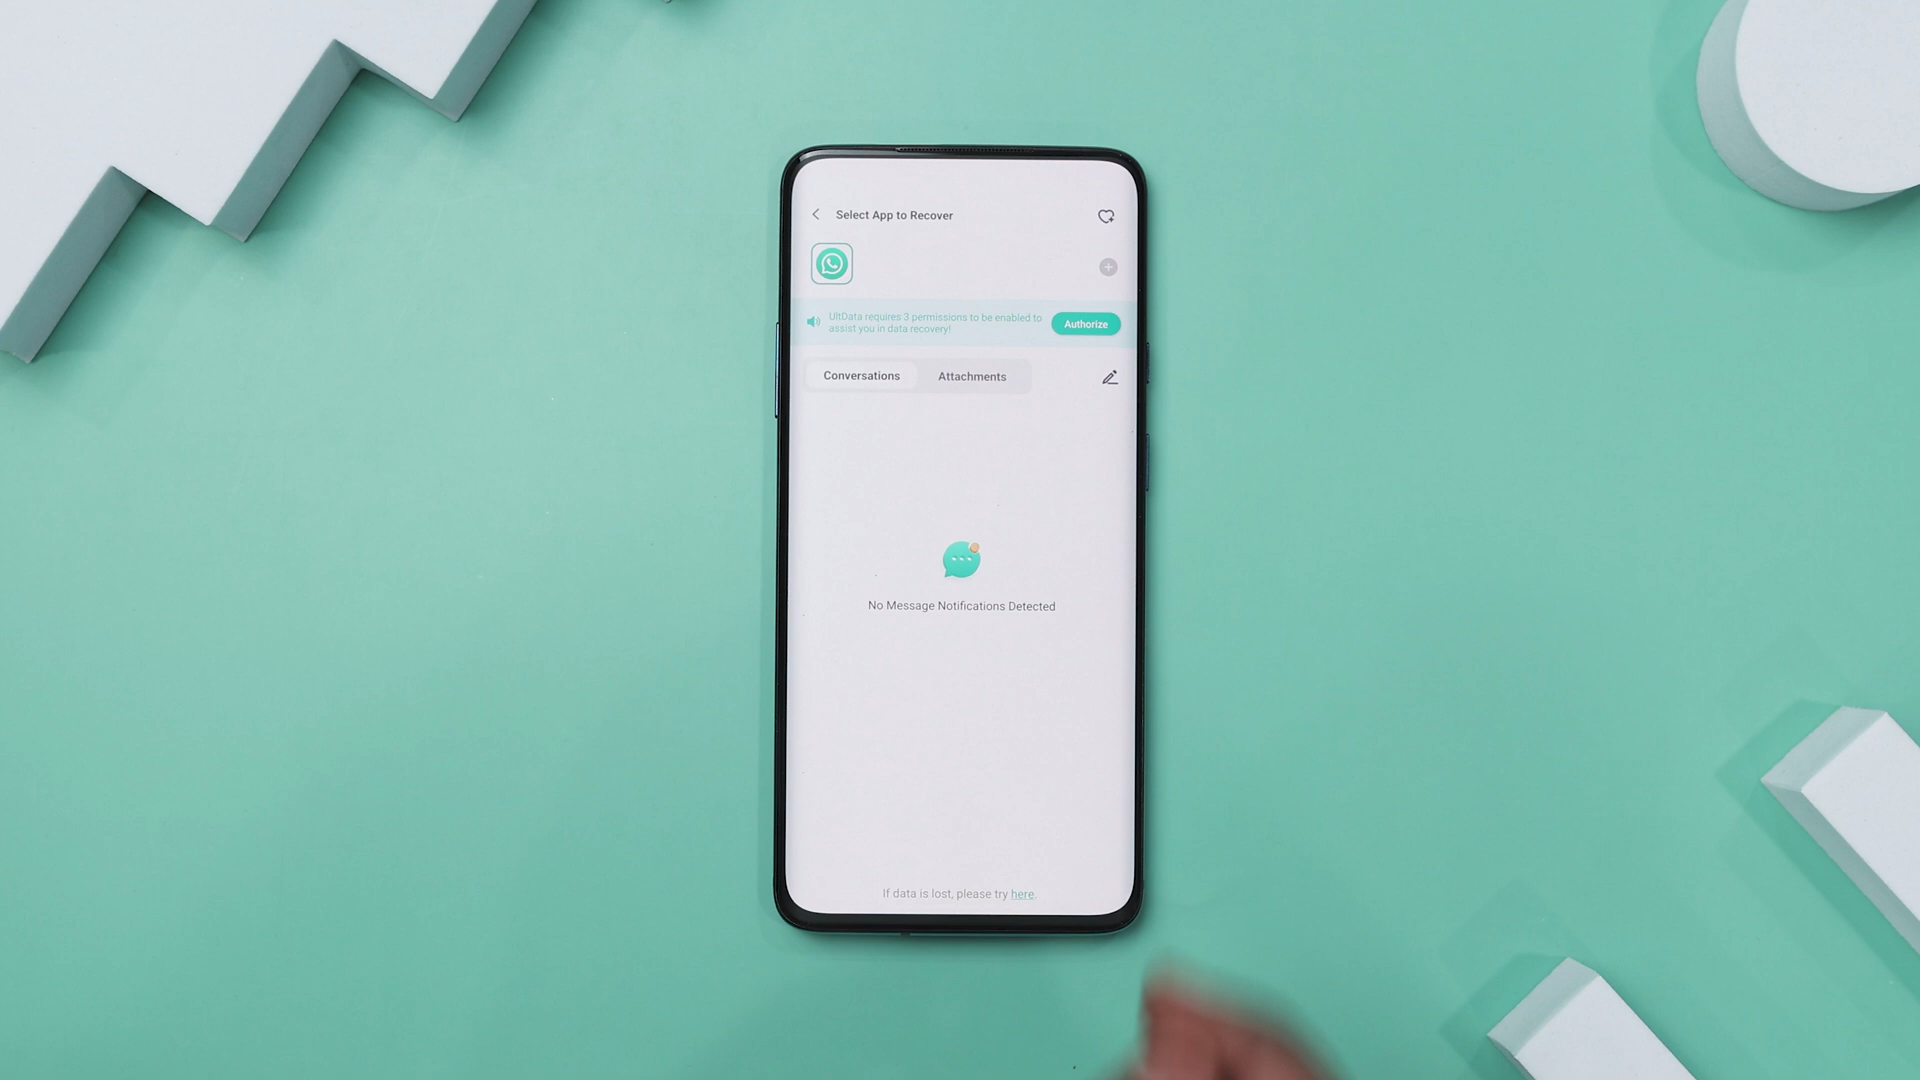 Select App to Recover
UltData requires 3 permissions to be enabled to
assist you in data recovery!
Authorize
Conversations
Attachments
No Message Notifications Detected
If data is lost, please try here.